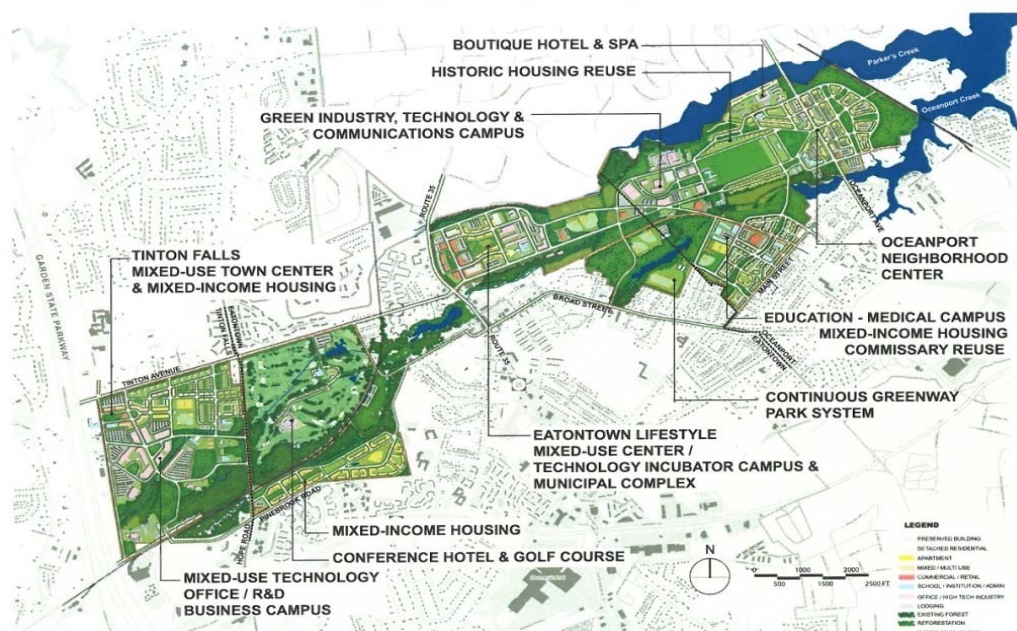 BOUTIQUE HOTEL & SPA
HISTORIC HOUSING REUSE
GREEN INDUSTRY, TECHNOLOGY &
COMMUNICATIONS CAMPUS
Parker's Creek
Oceanport Creek
ROUTE 35
OCEANPORT AVE
OCEANPORT
NEIGHBORHOOD
CENTER
TINTON FALLS
MIXED-USE TOWN CENTER
& MIXED-INCOME HOUSING
GARDEN STATE PARKWAY
EATONTOWN
TINTON FALLS
MAIN STREET
BROAD STREET
EDUCATION - MEDICAL CAMPUS
MIXED-INCOME HOUSING
COMMISSARY REUSE
OCEANPORT
EATONTOWN
ROUTE 35
TINTON AVENUE
CONTINUOUS GREENWAY
PARK SYSTEM
EATONTOWN LIFESTYLE
MIXED-USE CENTER /
TECHNOLOGY INCUBATOR CAMPUS &
MUNICIPAL COMPLEX
PINEBROOK ROAD
HOPE ROAD
MIXED-INCOME HOUSING
CONFERENCE HOTEL & GOLF COURSE
MIXED-USE TECHNOLOGY
OFFICE / R&D
BUSINESS CAMPUS
N
0 1000 2000
500 1500 2500 FT.
LEGEND
PRESERVED BUILDING
DETACHED RESIDENTIAL
APARTMENT
MIXED / MULTI USE
COMMERCIAL / RETAIL
SCHOOL / INSTITUTION / ADMIN
OFFICE / HIGH TECH INDUSTRY
LODGING
EXISTING FOREST
REFORESTATION